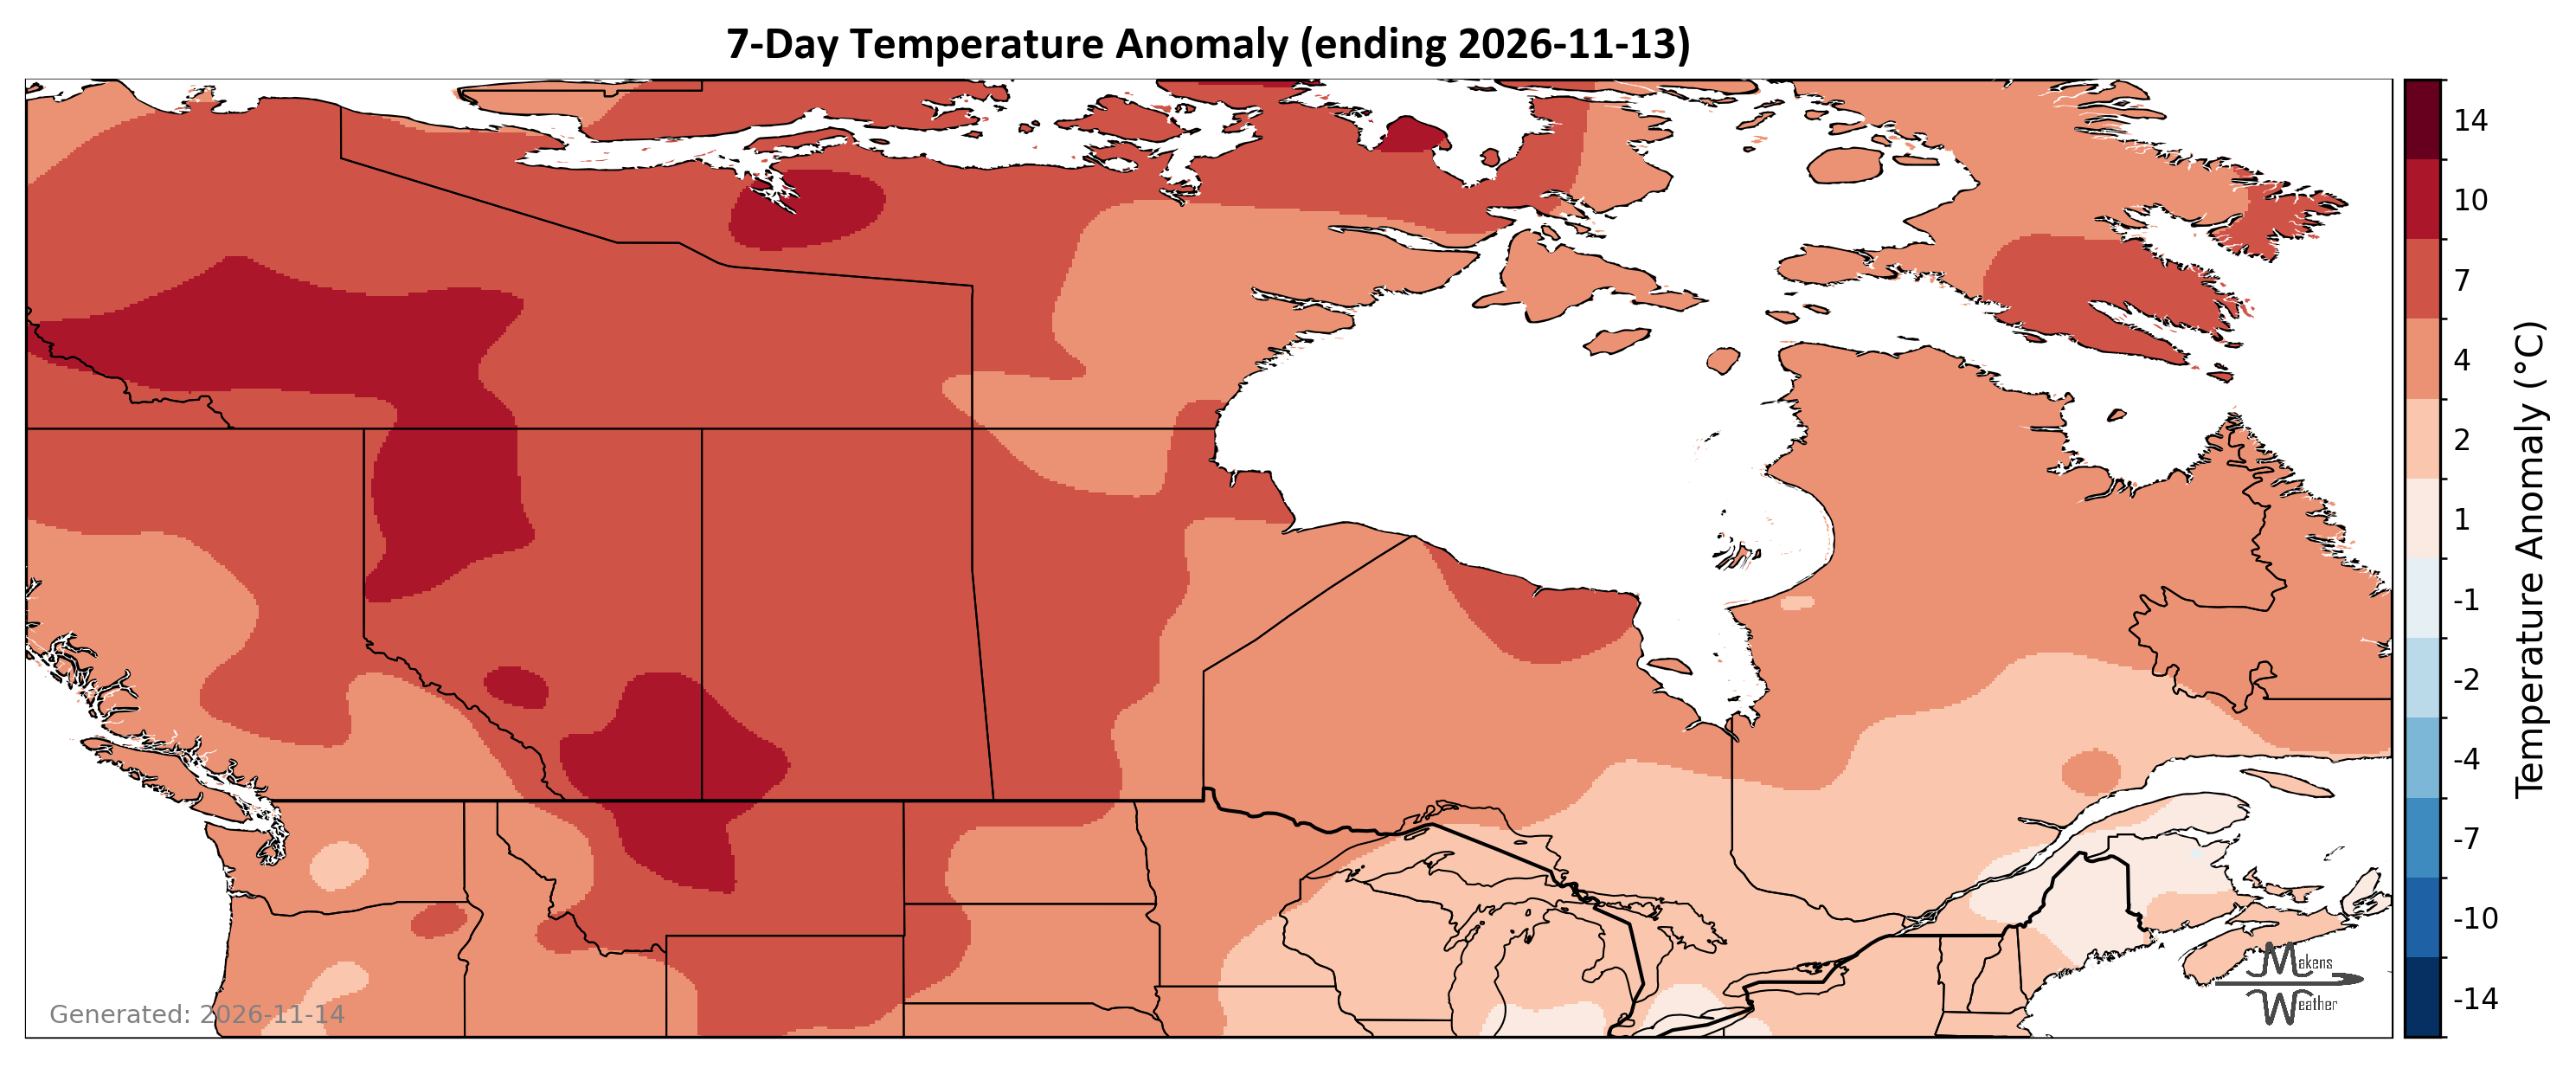 7-Day Temperature Anomaly (ending 2026-11-13)
14
10
7
4
2
1
-1
-2
-4
-7
-10
-14
Temperature Anomaly (°C)
Generated: 2026-11-14
Makens
Weather